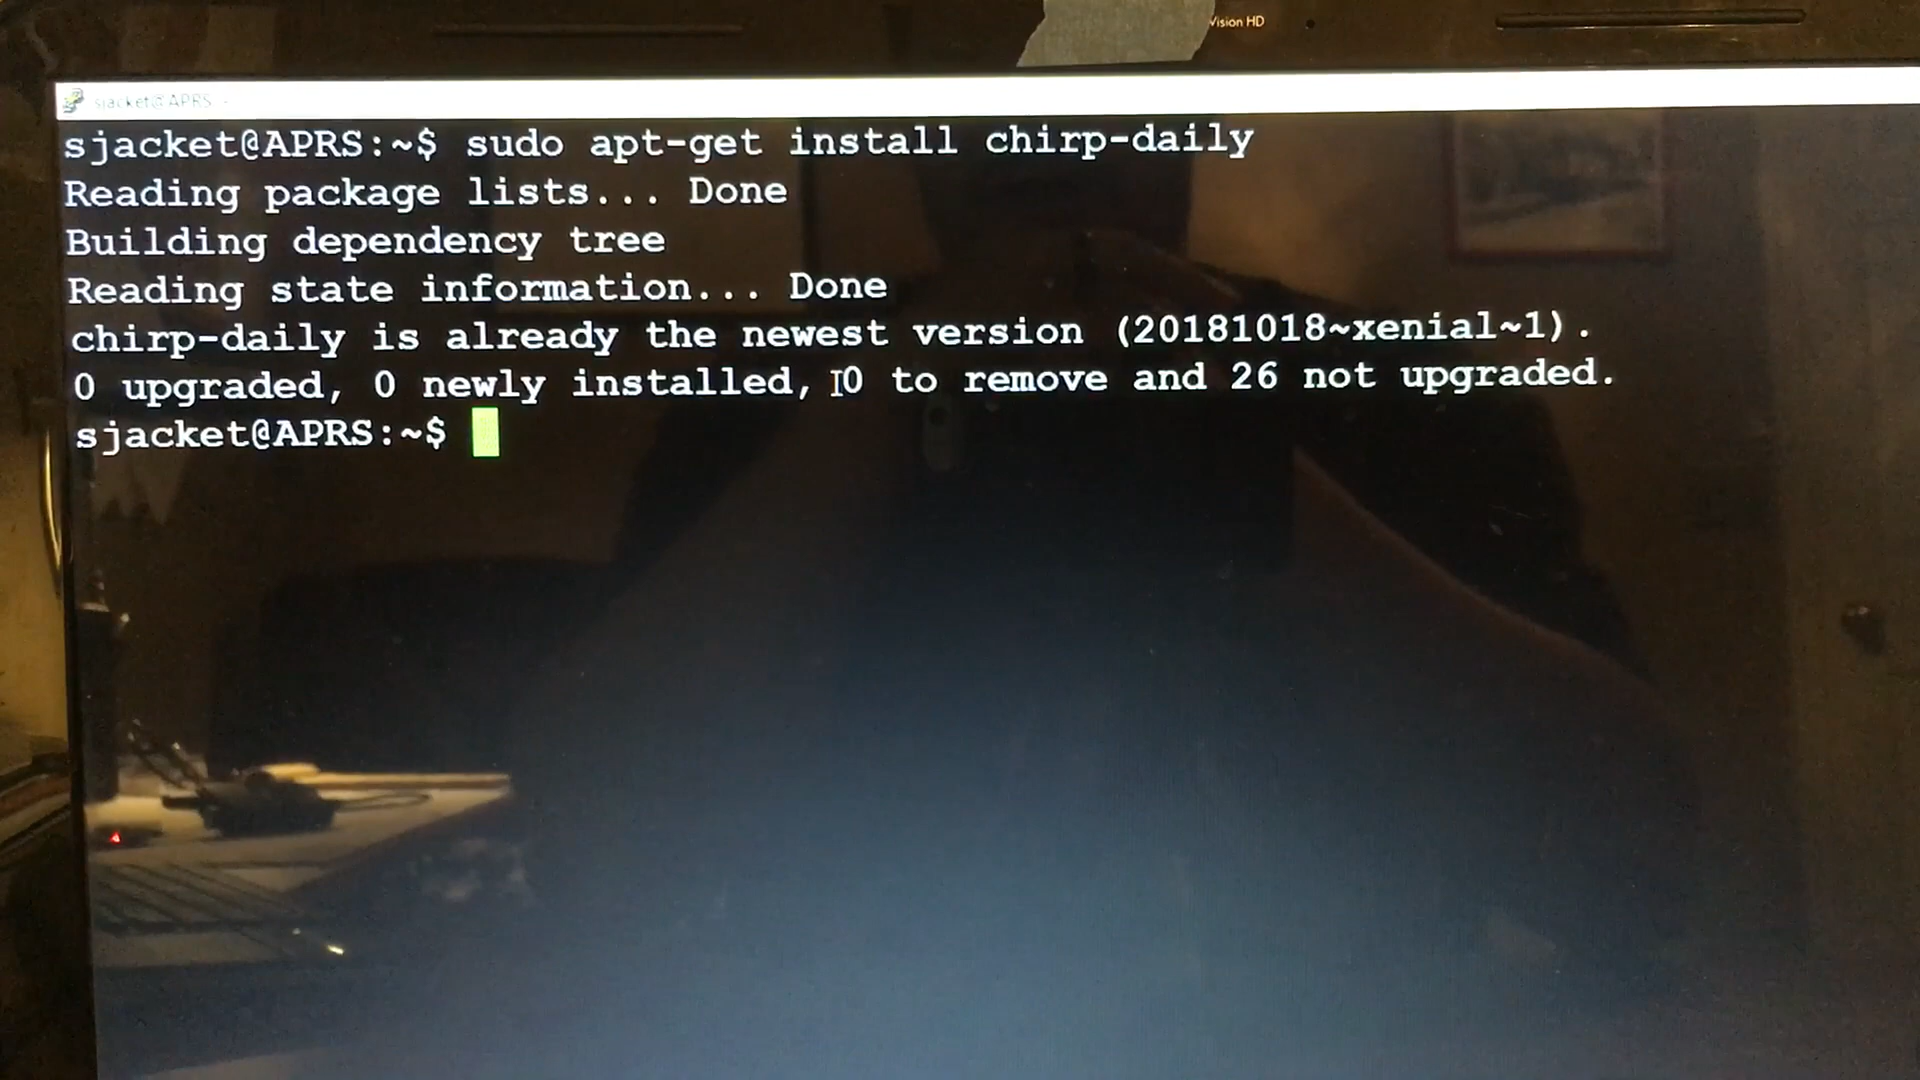 Vision HD
sjacket@APRS: ~
sjacket@APRS:~$ sudo apt-get install chirp-daily
Reading package lists... Done
Building dependency tree
Reading state information... Done
chirp-daily is already the newest version (20181018~xenial~1).
0 upgraded, 0 newly installed, 0 to remove and 26 not upgraded.
sjacket@APRS:~$